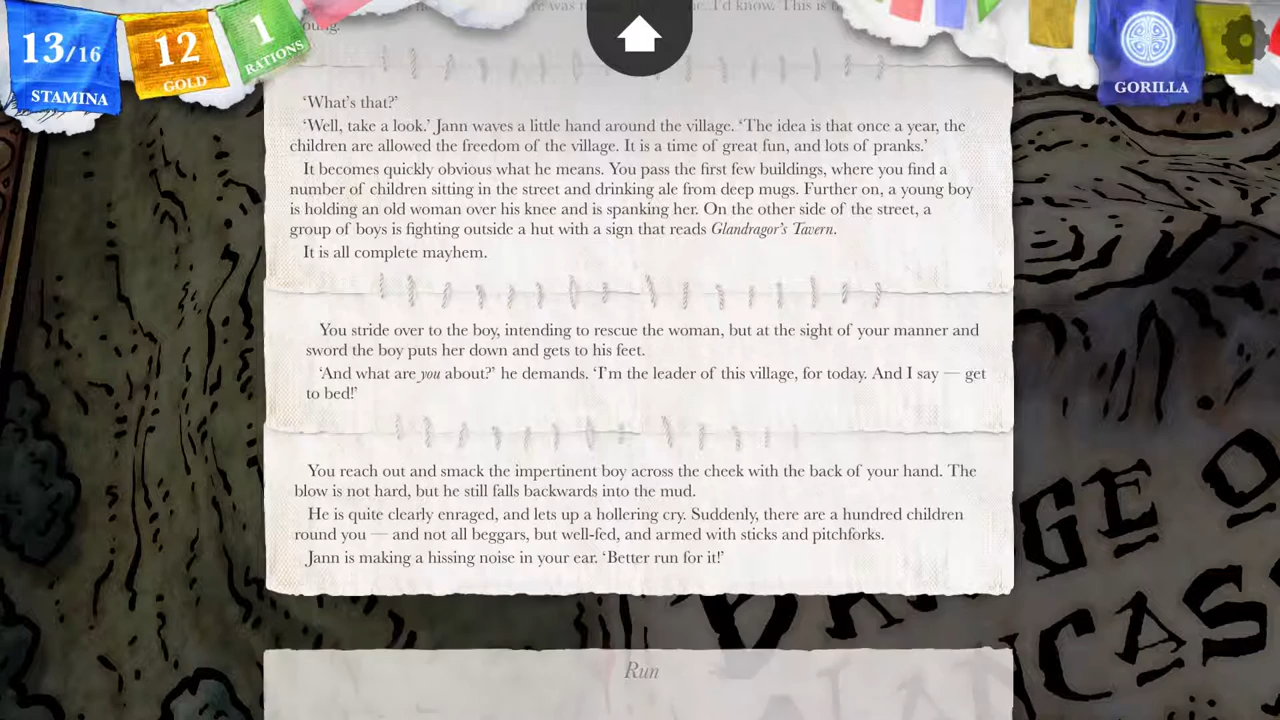 13/16
STAMINA
12
GOLD
1
RATIONS
GORILLA
I'd know. This is
young.
‘What’s that?’
‘Well, take a look.’ Jann waves a little hand around the village. ‘The idea is that once a year, the
children are allowed the freedom of the village. It is a time of great fun, and lots of pranks.’
It becomes quickly obvious what he means. You pass the first few buildings, where you find a
number of children sitting in the street and drinking ale from deep mugs. Further on, a young boy
is holding an old woman over his knee and is spanking her. On the other side of the street, a
group of boys is fighting outside a hut with a sign that reads Glandragor’s Tavern.
It is all complete mayhem.
You stride over to the boy, intending to rescue the woman, but at the sight of your manner and
sword the boy puts her down and gets to his feet.
‘And what are you about?’ he demands. ‘I’m the leader of this village, for today. And I say — get
to bed!’
You reach out and smack the impertinent boy across the cheek with the back of your hand. The
blow is not hard, but he still falls backwards into the mud.
He is quite clearly enraged, and lets up a hollering cry. Suddenly, there are a hundred children
round you — and not all beggars, but well-fed, and armed with sticks and pitchforks.
Jann is making a hissing noise in your ear. ‘Better run for it!’
Run